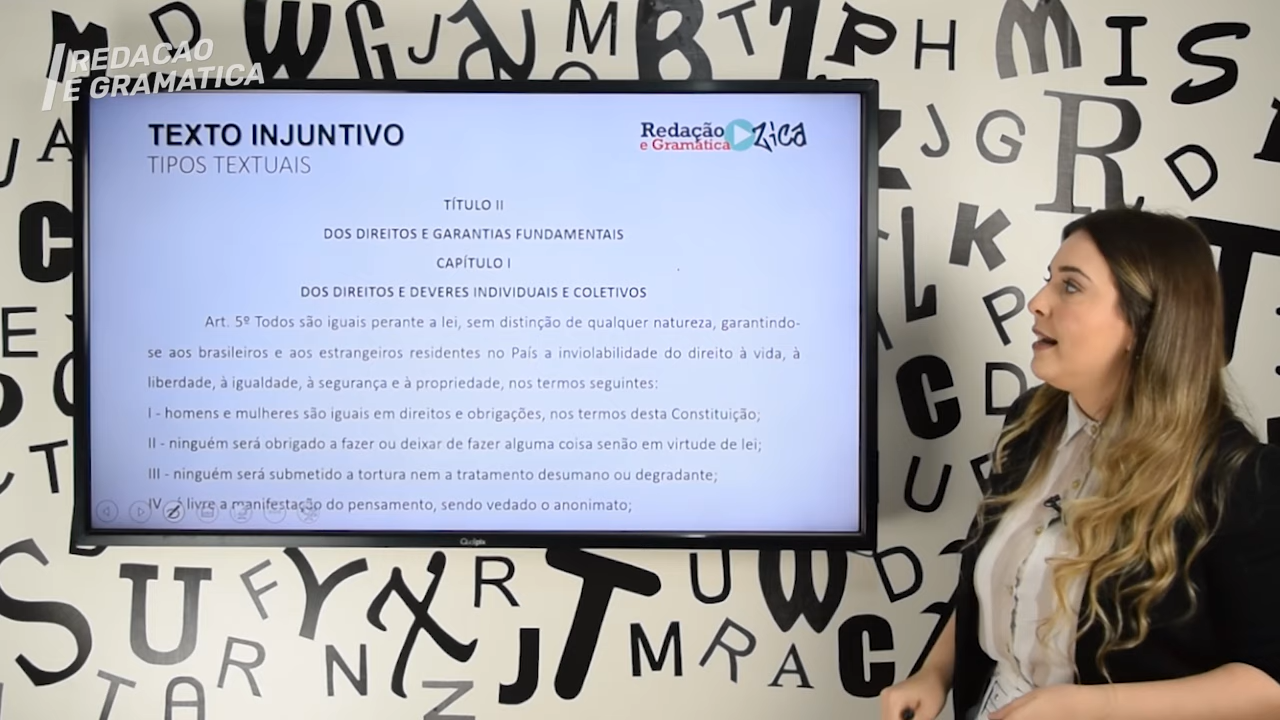 REDACAO
E GRAMATICA
TEXTO INJUNTIVO
TIPOS TEXTUAIS
Redação
e Gramática
zica
TÍTULO II
DOS DIREITOS E GARANTIAS FUNDAMENTAIS
CAPÍTULO I
DOS DIREITOS E DEVERES INDIVIDUAIS E COLETIVOS
Art. 5º Todos são iguais perante a lei, sem distinção de qualquer natureza, garantindo-
se aos brasileiros e aos estrangeiros residentes no País a inviolabilidade do direito à vida, à
liberdade, à igualdade, à segurança e à propriedade, nos termos seguintes:
I - homens e mulheres são iguais em direitos e obrigações, nos termos desta Constituição;
II - ninguém será obrigado a fazer ou deixar de fazer alguma coisa senão em virtude de lei;
III - ninguém será submetido a tortura nem a tratamento desumano ou degradante;
IV - é livre a manifestação do pensamento, sendo vedado o anonimato;